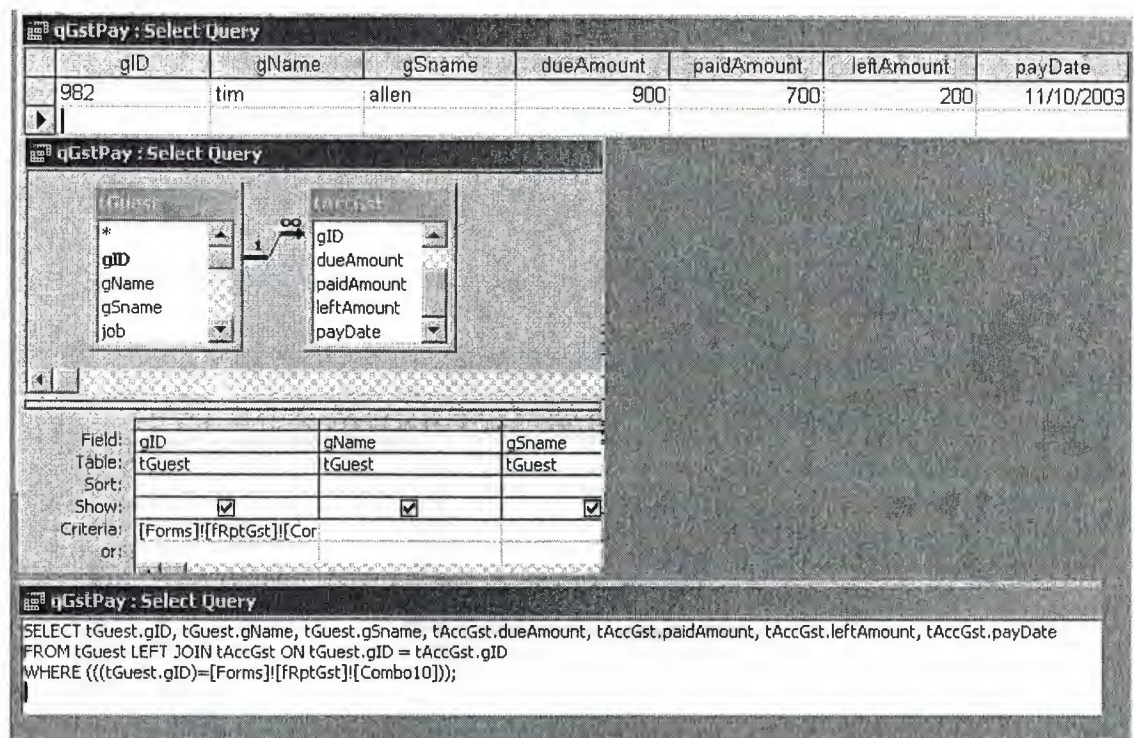 qGstPay : Select Query
gID gName gSname dueAmount paidAmount leftAmount payDate
982 tim allen 900 700 200 11/10/2003
qGstPay : Select Query
tGuest tAccGst
*
gID
gName
gSname
job
1 ∞
gID
dueAmount
paidAmount
leftAmount
payDate
Field: gID gName gSname
Table: tGuest tGuest tGuest
Sort:
Show:
Criteria: [Forms]![fRptGst]![Cor
or:
qGstPay : Select Query
SELECT tGuest.gID, tGuest.gName, tGuest.gSname, tAccGst.dueAmount, tAccGst.paidAmount, tAccGst.leftAmount, tAccGst.payDate
FROM tGuest LEFT JOIN tAccGst ON tGuest.gID = tAccGst.gID
WHERE (((tGuest.gID)=[Forms]![fRptGst]![Combo10]));